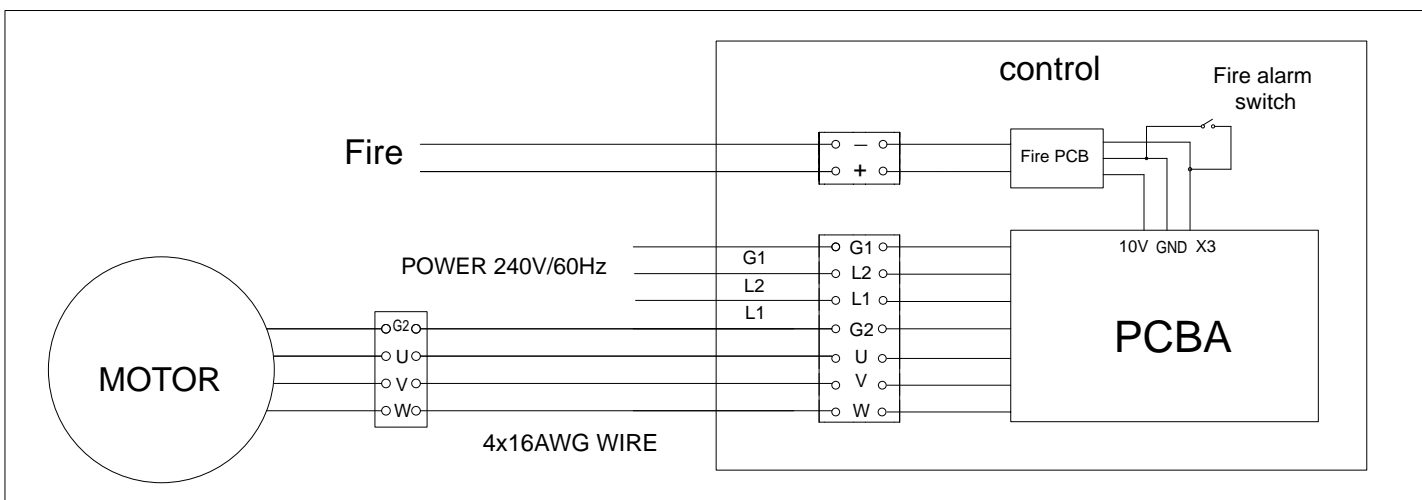 control
Fire alarm
switch
Fire
–
+
Fire PCB
10V GND X3
POWER 240V/60Hz
G1
L2
L1
G1
L2
L1
G2
U
V
W
PCBA
MOTOR
G2
U
V
W
4x16AWG WIRE